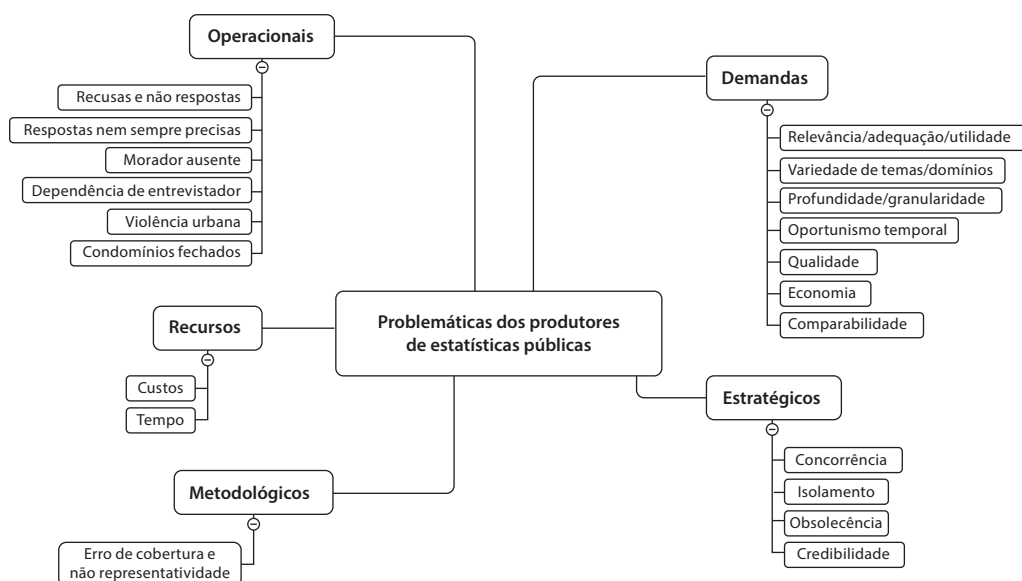 Operacionais
Recusas e não respostas
Respostas nem sempre precisas
Morador ausente
Dependência de entrevistador
Violência urbana
Condomínios fechados
Demandas
Relevância/adequação/utilidade
Variedade de temas/domínios
Profundidade/granularidade
Oportunismo temporal
Qualidade
Economia
Comparabilidade
Problemáticas dos produtores
de estatísticas públicas
Recursos
Custos
Tempo
Estratégicos
Concorrência
Isolamento
Obsolecência
Credibilidade
Metodológicos
Erro de cobertura e
não representatividade